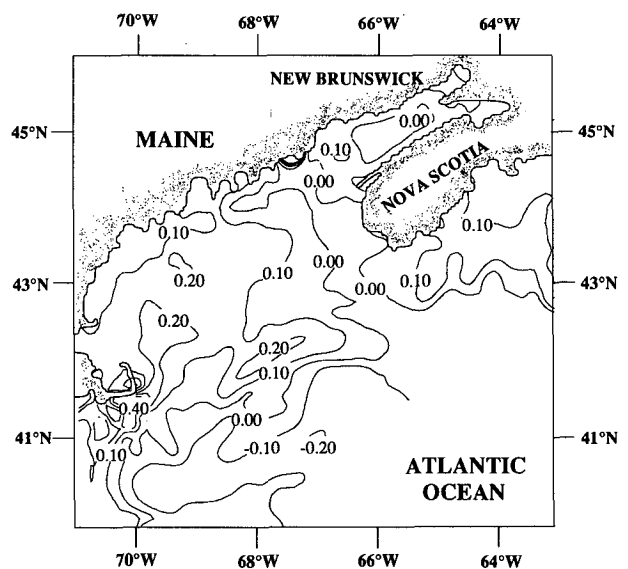 70°W 68°W 66°W 64°W
NEW BRUNSWICK
45°N 45°N
MAINE
0.00
0.10
NOVA SCOTIA
0.00
0.10
0.10
0.20
0.10
0.00
0.10
0.00
43°N 43°N
0.20
0.20
0.10
0.40
0.00
41°N 41°N
0.10
-0.10
-0.20
ATLANTIC
OCEAN
70°W 68°W 66°W 64°W